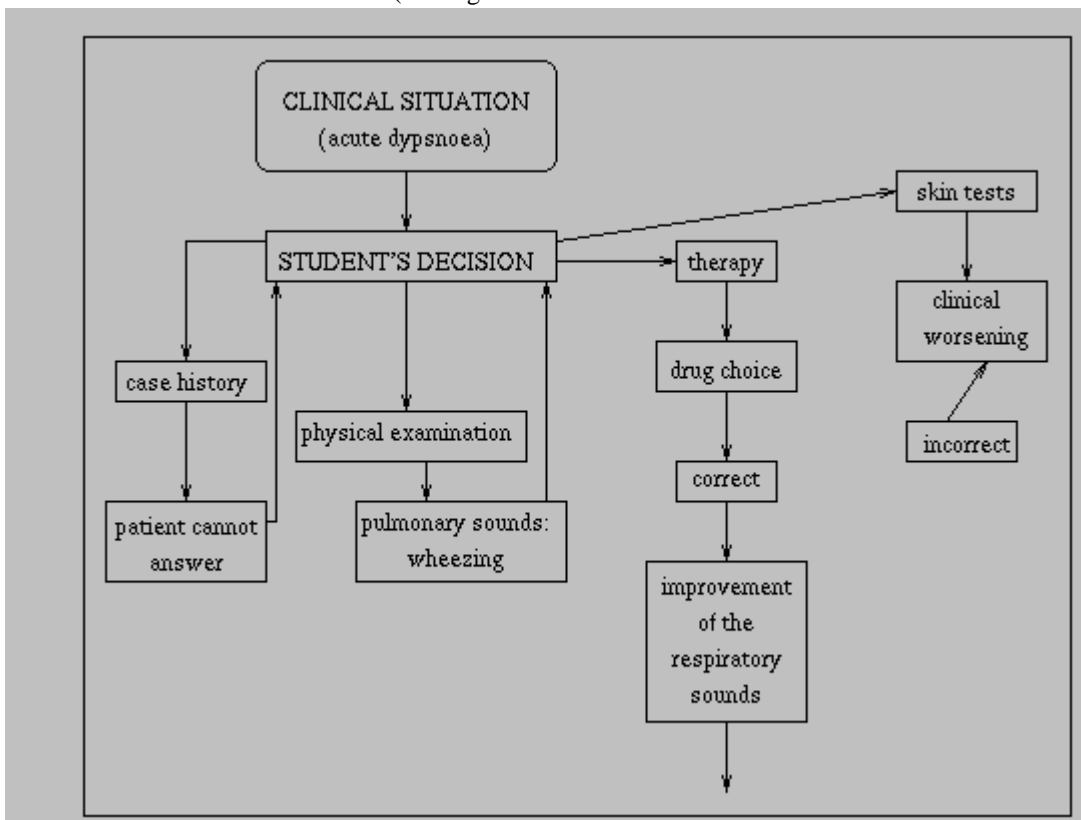 CLINICAL SITUATION
(acute dypsnoea)
skin tests
STUDENT'S DECISION
therapy
clinical
worsening
case history
drug choice
physical examination
incorrect
correct
patient cannot
answer
pulmonary sounds:
wheezing
improvement
of the
respiratory
sounds